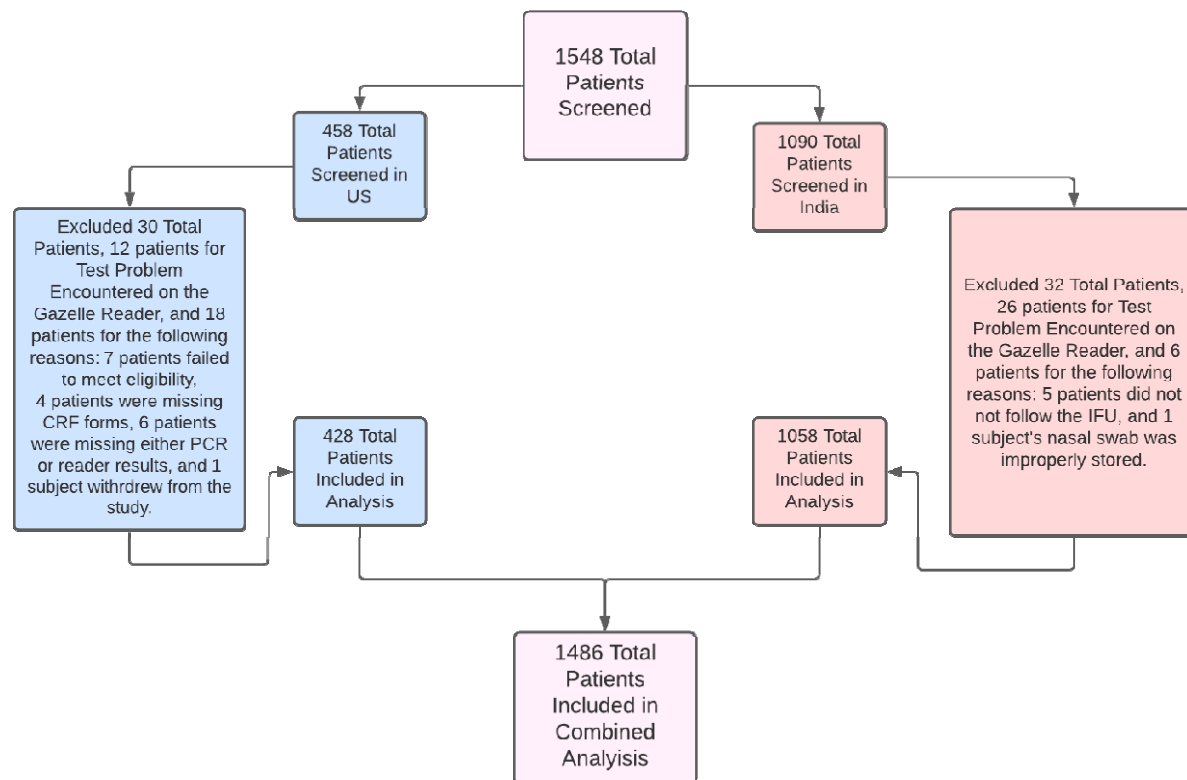 1548 Total
Patients
Screened
458 Total
Patients
Screened in
US
1090 Total
Patients
Screened in
India
Excluded 30 Total
Patients, 12 patients for
Test Problem
Encountered on the
Gazelle Reader, and 18
patients for the following
reasons: 7 patients failed
to meet eligibility,
4 patients were missing
CRF forms, 6 patients
were missing either PCR
or reader results, and 1
subject withrdrew from the
study.
Excluded 32 Total Patients,
26 patients for Test
Problem Encountered on
the Gazelle Reader, and 6
patients for the following
reasons: 5 patients did not
not follow the IFU, and 1
subject's nasal swab was
improperly stored.
428 Total
Patients
Included in
Analysis
1058 Total
Patients
Included in
Analysis
1486 Total
Patients
Included in
Combined
Analyisis